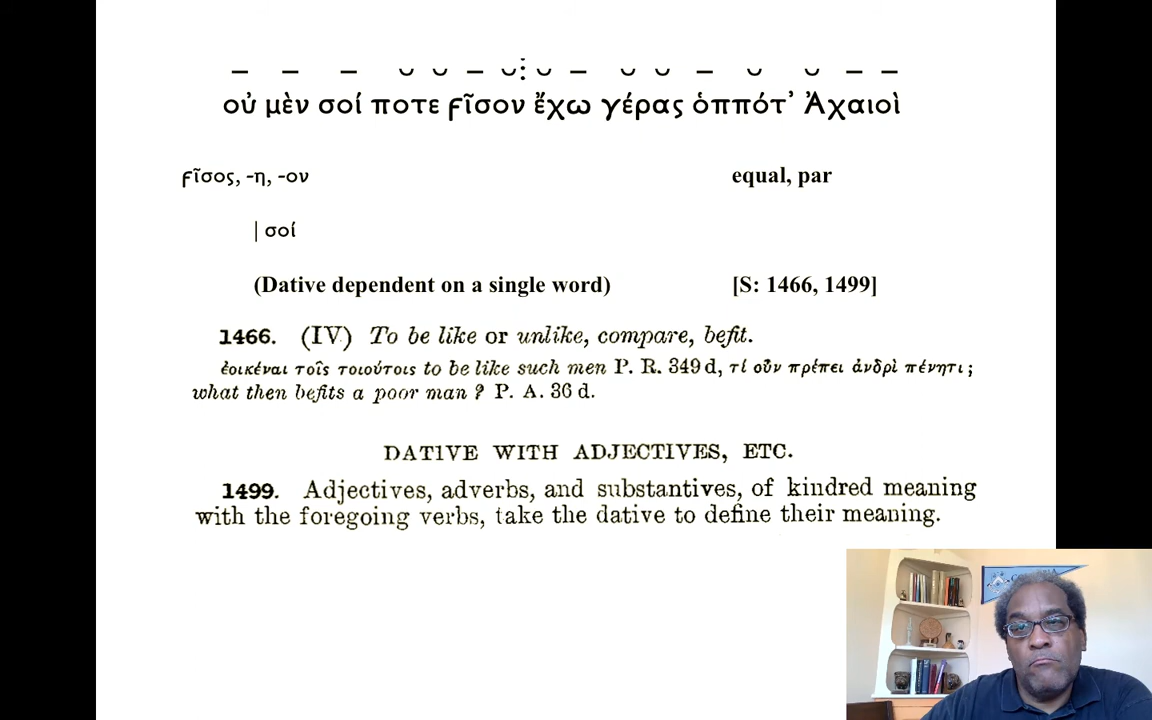 – – – ᴗ ᴗ – ᴗ ⋮ ᴗ – ᴗ ᴗ – ᴗ ᴗ – –
οὐ μὲν σοί ποτε ϝῖσον ἔχω γέρας ὁππότ’ Ἀχαιοὶ
ϝῖσος, -η, -ον equal, par
| σοί
(Dative dependent on a single word) [S: 1466, 1499]
1466. (IV) To be like or unlike, compare, befit.
ἐοικέναι τοῖς τοιούτοις to be like such men P. R. 349 d, τί οὖν πρέπει ἀνδρὶ πένητι;
what then befits a poor man? P. A. 36 d.
DATIVE WITH ADJECTIVES, ETC.
1499. Adjectives, adverbs, and substantives, of kindred meaning
with the foregoing verbs, take the dative to define their meaning.